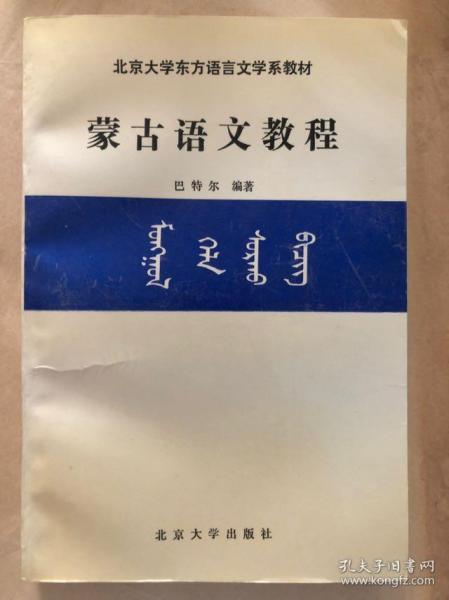 北京大学东方语言文学系教材
蒙古语文教程
巴特尔 编著
北京大学出版社
孔夫子旧书网
www.kongfz.com